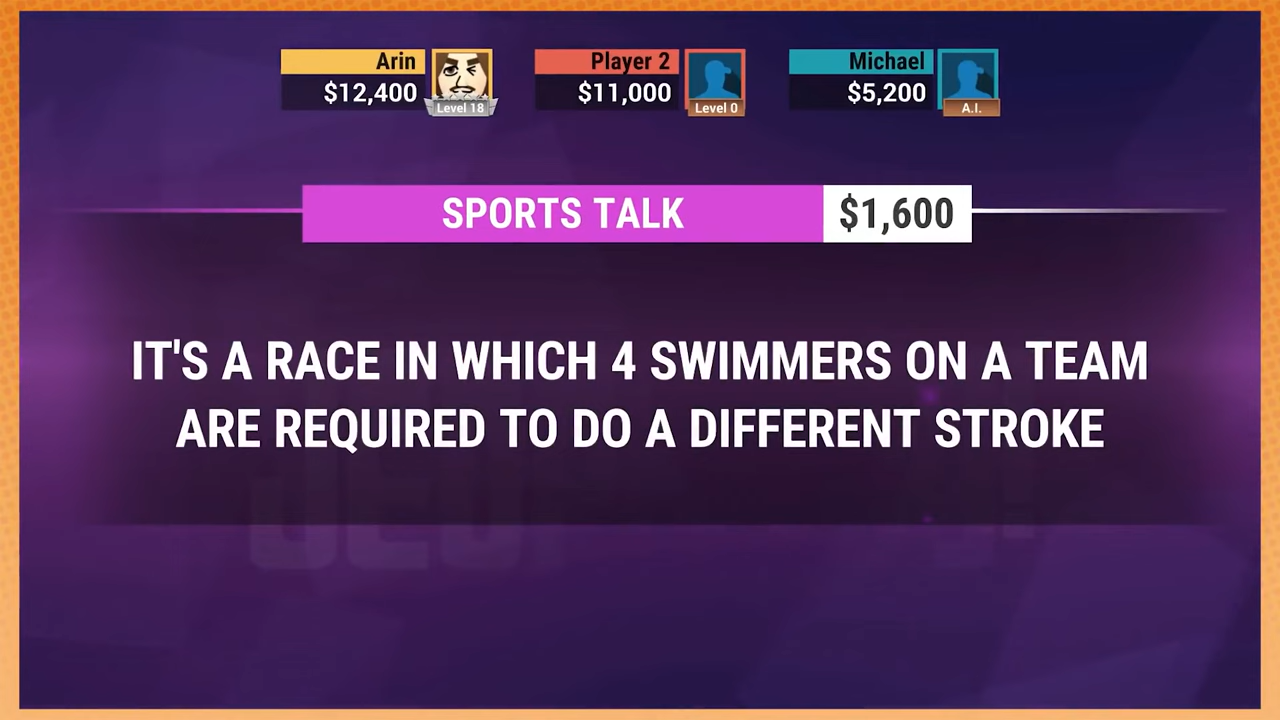 Arin
$12,400
Level 18
Player 2
$11,000
Level 0
Michael
$5,200
A.I.
SPORTS TALK
$1,600
IT'S A RACE IN WHICH 4 SWIMMERS ON A TEAM
ARE REQUIRED TO DO A DIFFERENT STROKE